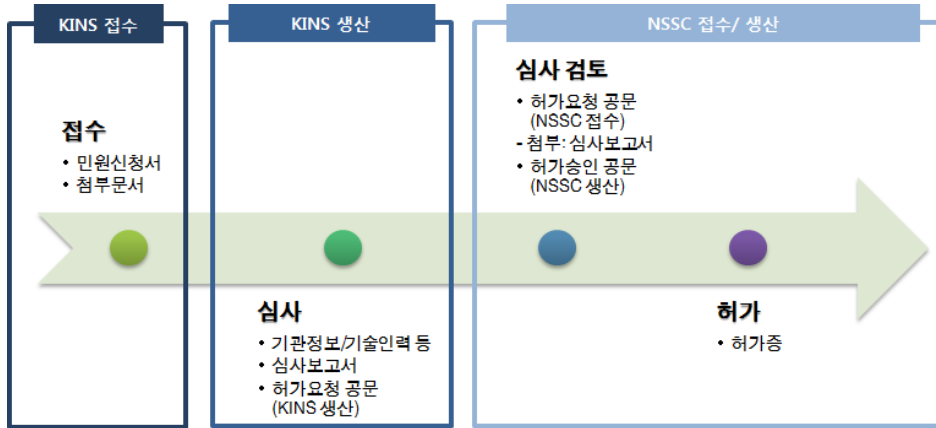 KINS 접수
KINS 생산
NSSC 접수/ 생산
접수
• 민원신청서
• 첨부문서
심사
• 기관정보/기술인력 등
• 심사보고서
• 허가요청 공문
(KINS 생산)
심사 검토
• 허가요청 공문
(NSSC 접수)
- 첨부: 심사보고서
• 허가승인 공문
(NSSC 생산)
허가
• 허가증